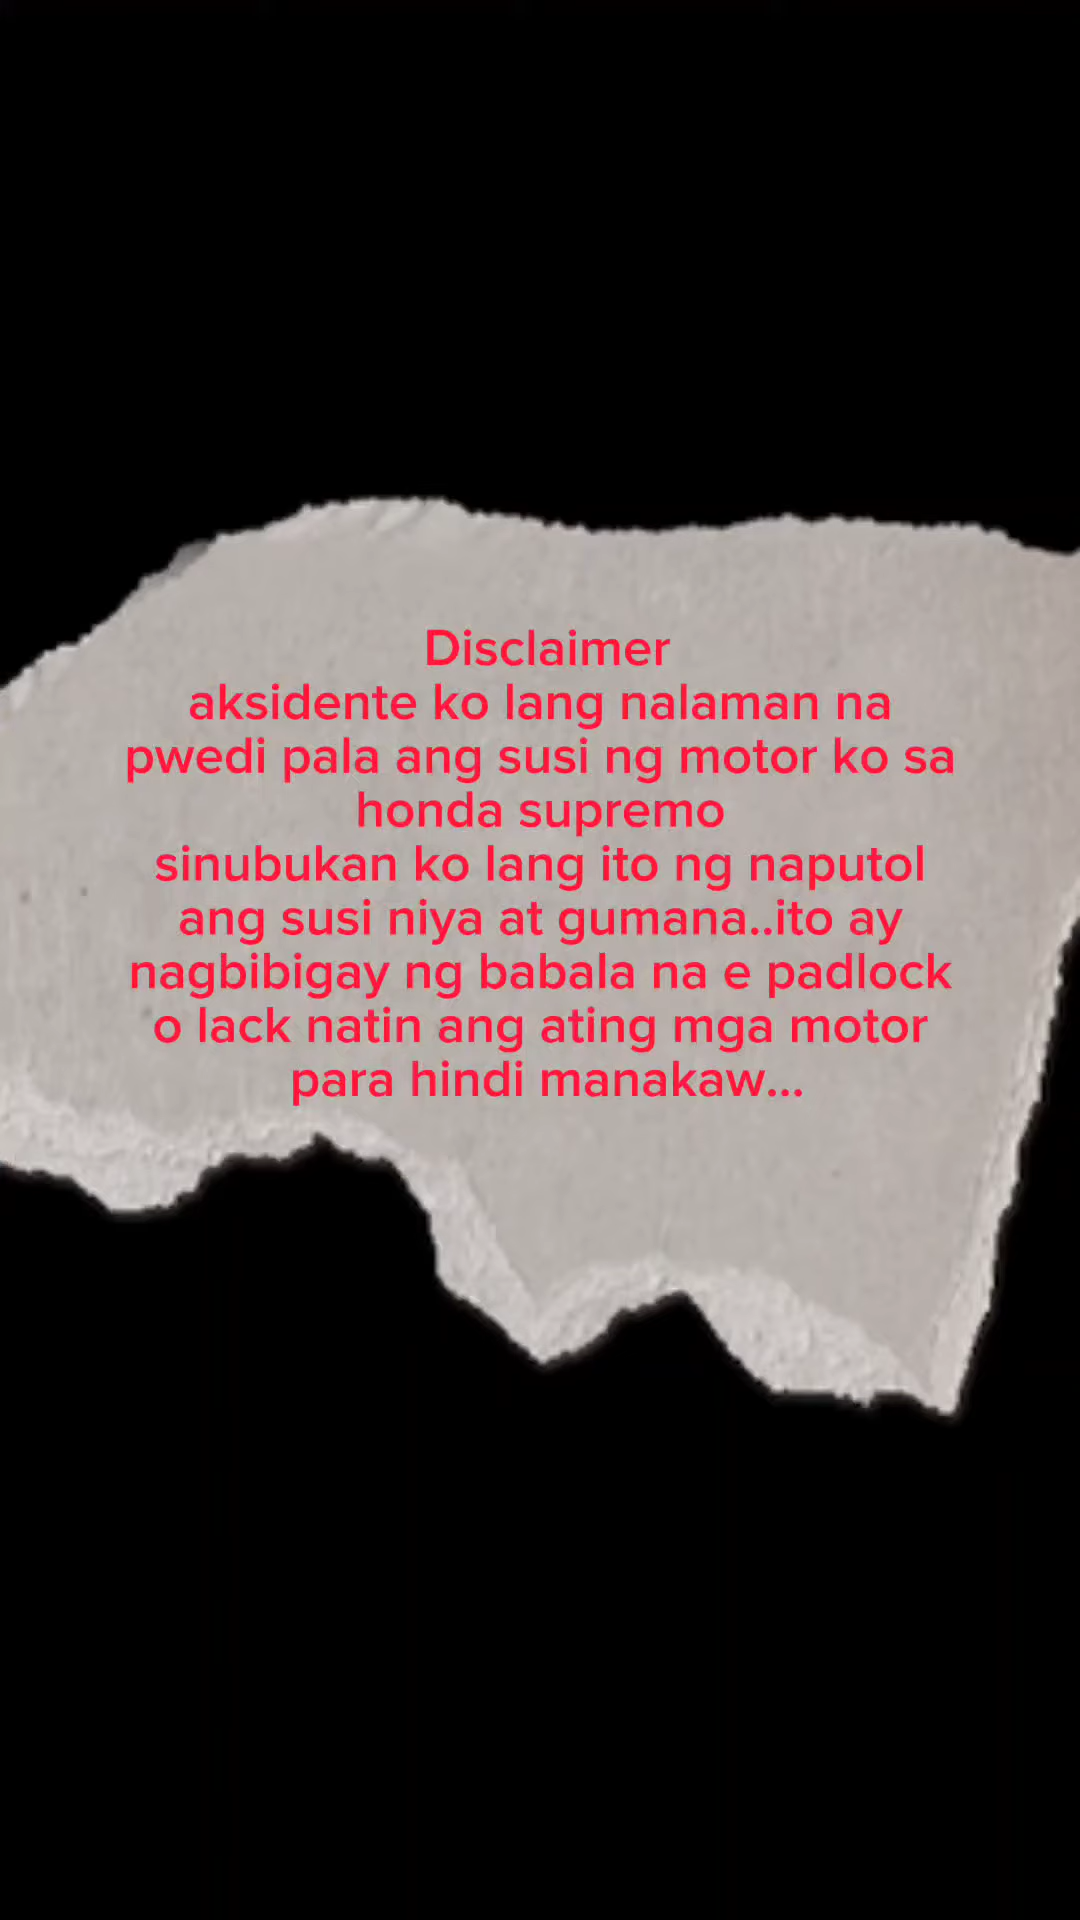 Disclaimer
aksidente ko lang nalaman na
pwedi pala ang susi ng motor ko sa
honda supremo
sinubukan ko lang ito ng naputol
ang susi niya at gumana..ito ay
nagbibigay ng babala na e padlock
o lack natin ang ating mga motor
para hindi manakaw...